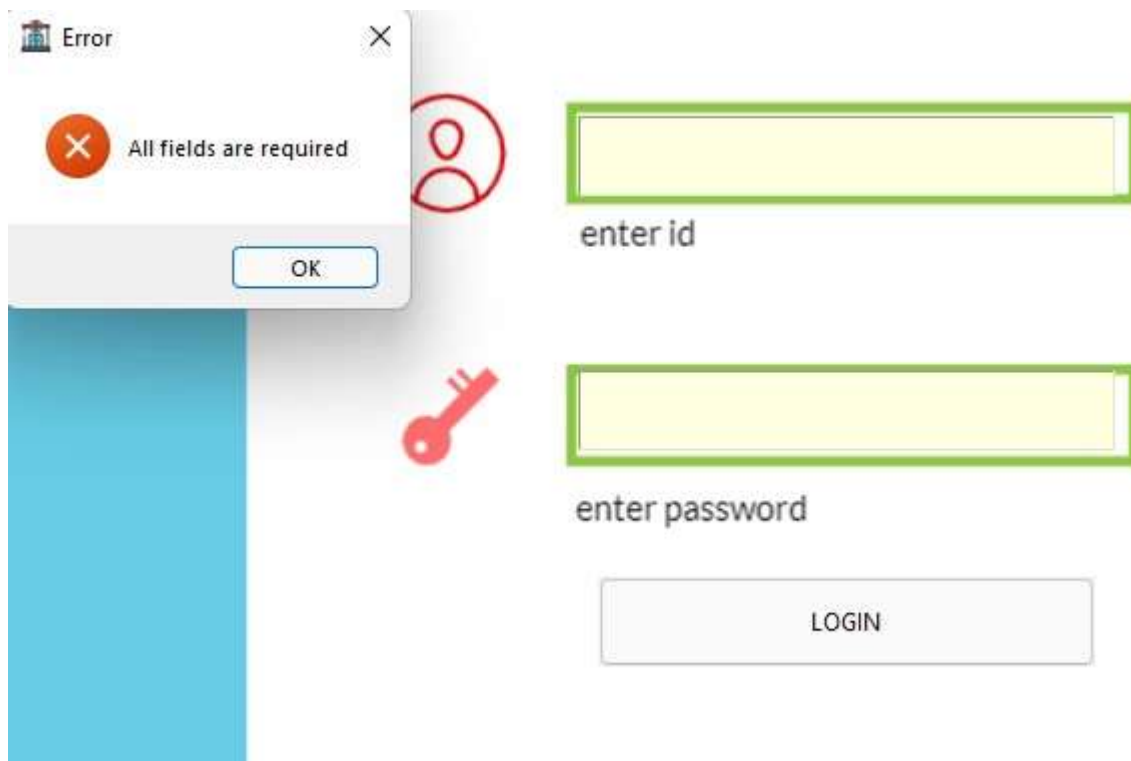 Error
All fields are required
OK
enter id
enter password
LOGIN